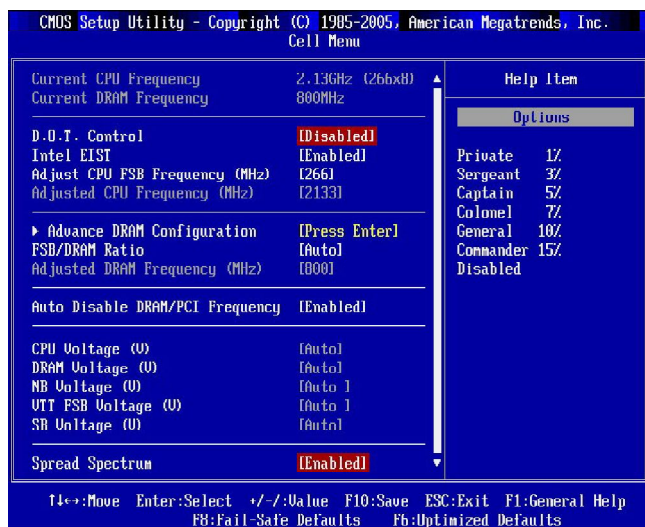 CMOS Setup Utility - Copyright (C) 1985-2005, American Megatrends, Inc.
Cell Menu
Current CPU Frequency 2.13GHz (266x8)
Current DRAM Frequency 800MHz
D.O.T. Control [Disabled]
Intel EIST [Enabled]
Adjust CPU FSB Frequency (MHz) [266]
Adjusted CPU Frequency (MHz) [2133]
Advance DRAM Configuration [Press Enter]
FSB/DRAM Ratio [Auto]
Adjusted DRAM Frequency (MHz) [800]
Auto Disable DRAM/PCI Frequency [Enabled]
CPU Voltage (V) [Auto]
DRAM Voltage (V) [Auto]
NB Voltage (V) [Auto ]
VTT FSB Voltage (V) [Auto ]
SB Voltage (V) [Auto]
Spread Spectrum [Enabled]
Help Item
Options
Private 1%
Sergeant 3%
Captain 5%
Colonel 7%
General 10%
Commander 15%
Disabled
↑↓←→:Move Enter:Select +/-/:Value F10:Save ESC:Exit F1:General Help
F8:Fail-Safe Defaults F6:Optimized Defaults